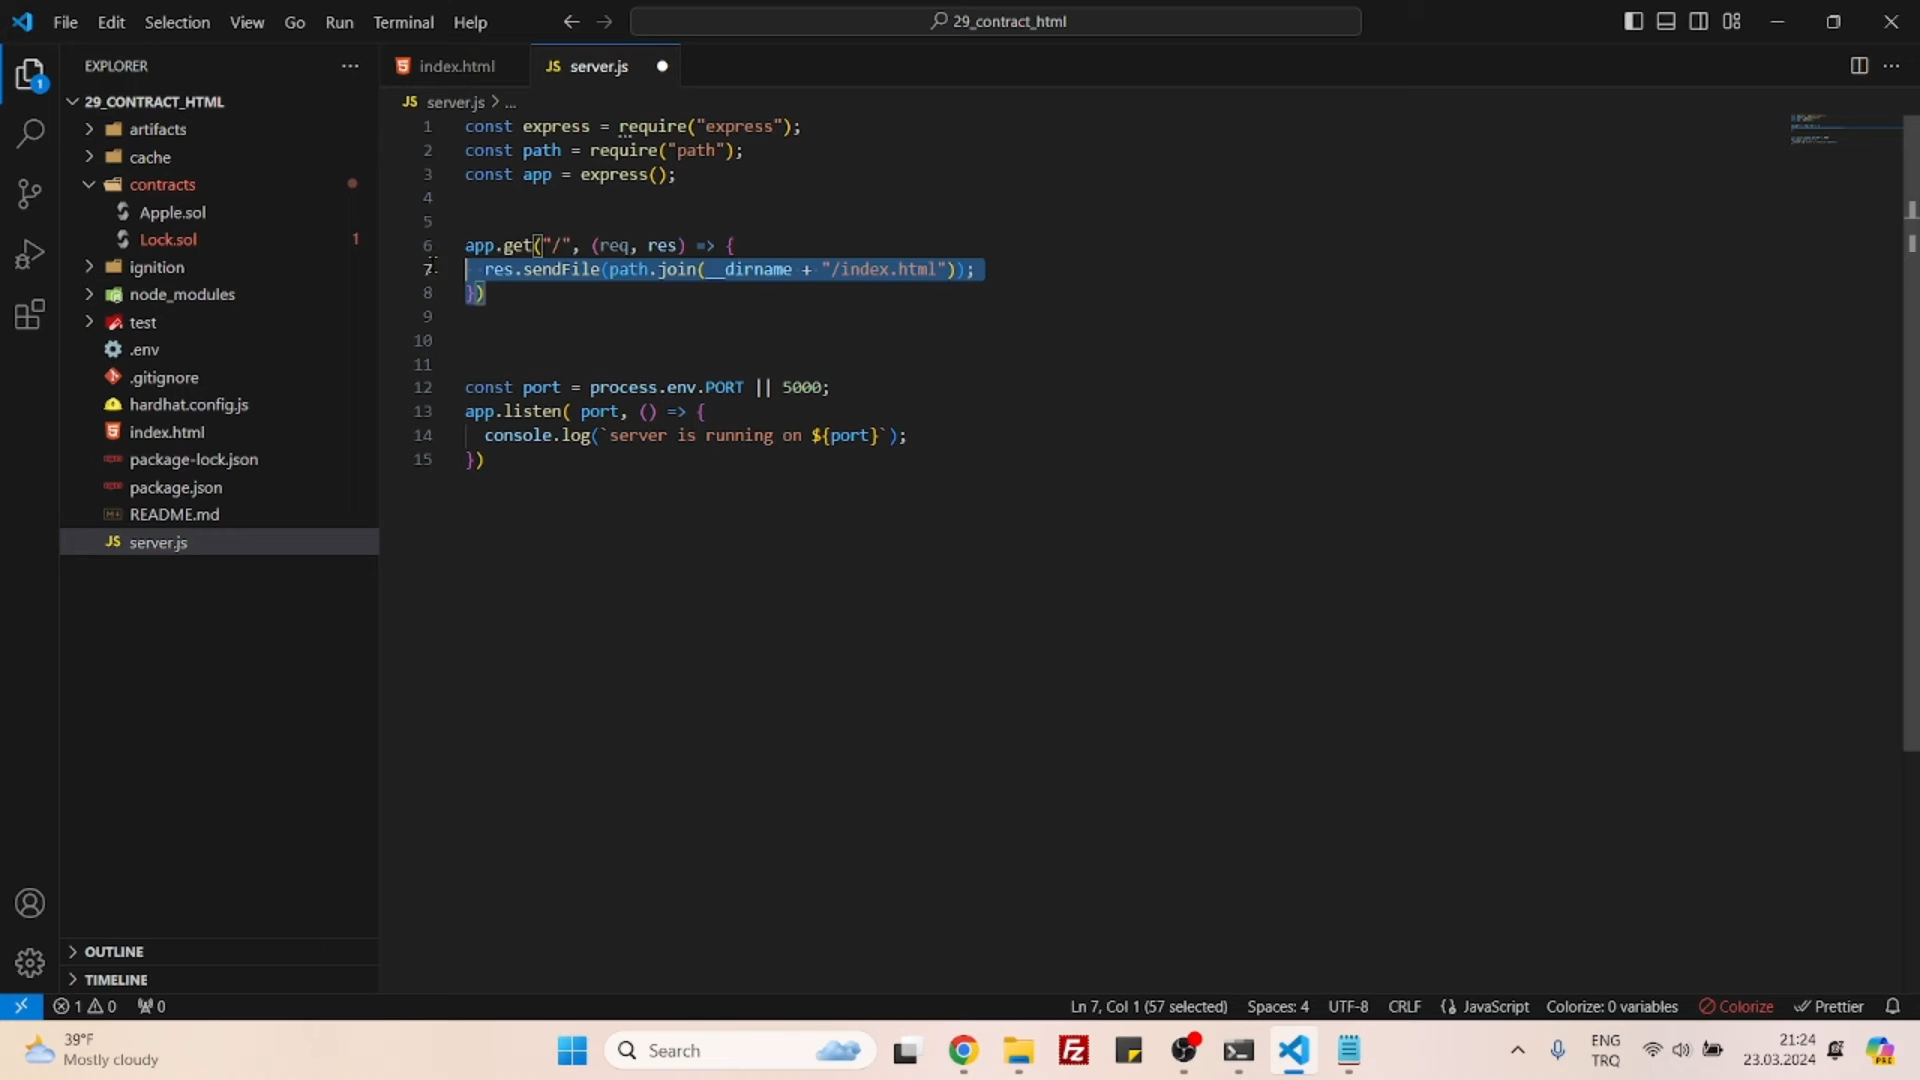 File Edit Selection View Go Run Terminal Help
29_contract_html
EXPLORER
29_CONTRACT_HTML
artifacts
cache
contracts
Apple.sol
Lock.sol 1
ignition
node_modules
test
.env
.gitignore
hardhat.config.js
index.html
package-lock.json
package.json
README.md
JS server.js
OUTLINE
TIMELINE
1
index.html
JS server.js
JS server.js > ...
1 const express = require("express");
2 const path = require("path");
3 const app = express();
4
5
6 app.get("/", (req, res) => {
7 res.sendFile(path.join(__dirname + "/index.html"));
8 })
9
10
11
12 const port = process.env.PORT || 5000;
13 app.listen( port, () => {
14 console.log(`server is running on ${port}`);
15 })
1 0 0
Ln 7, Col 1 (57 selected) Spaces: 4 UTF-8 CRLF {} JavaScript Colorize: 0 variables Colorize Prettier
39°F
Mostly cloudy
Search
Fz
ENG
TRQ
21:24
23.03.2024
PRE